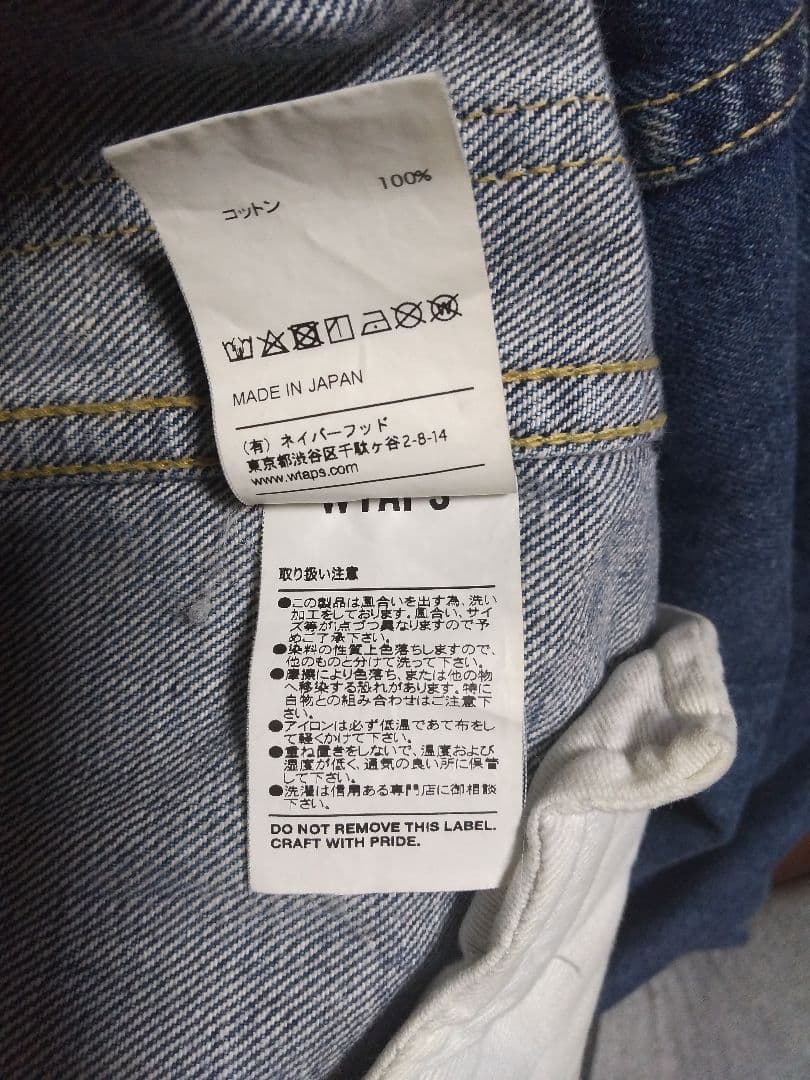 コットン 100%
MADE IN JAPAN
(有) ネイバーフッド
東京都渋谷区千駄ヶ谷2-8-14
www.wtaps.com
WTAPS
取り扱い注意
●この製品は風合いを出す為、洗い
加工をしております。風合い、サイ
ズ等が1点づつ異なりますので予
めご了承下さい。
●染料の性質上色落ちしますので、
他のものと分けて洗って下さい。
●摩擦により色落ち、または他の物
へ移染する恐れがあります。特に
白物との組み合わせはご注意下
さい。
●アイロンは必ず低温であて布をし
て軽くかけて下さい。
●重ね置きをしないで、温度および
湿度が低く、通気の良い所に保管
して下さい。
●洗濯は信用ある専門店に御相談
下さい。
DO NOT REMOVE THIS LABEL.
CRAFT WITH PRIDE.